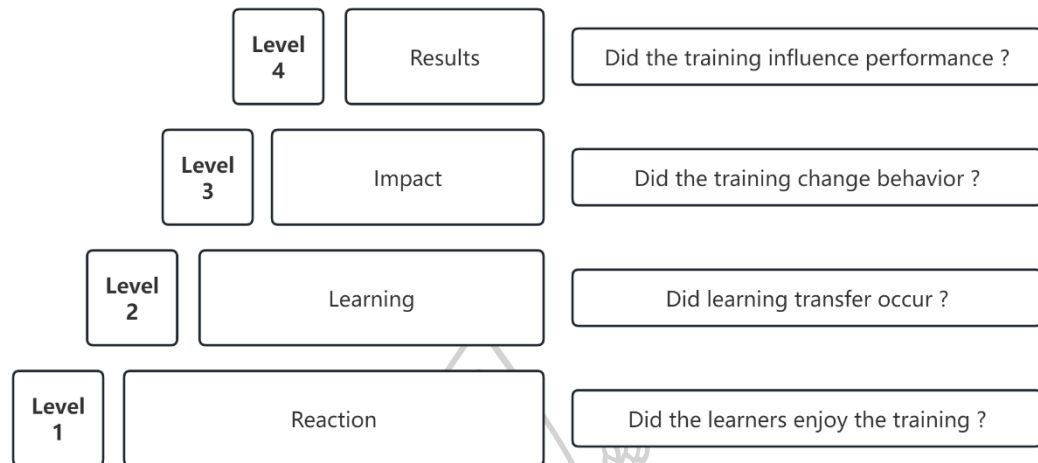 Level
4
Results
Did the training influence performance ?
Level
3
Impact
Did the training change behavior ?
Level
2
Learning
Did learning transfer occur ?
Level
1
Reaction
Did the learners enjoy the training ?